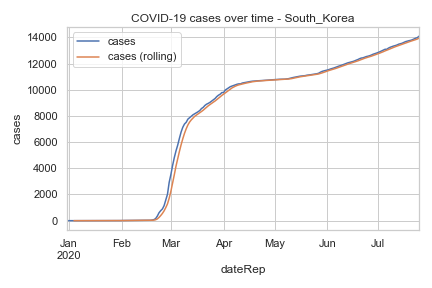 COVID-19 cases over time - South_Korea
cases
cases (rolling)
14000
12000
10000
8000
6000
4000
2000
0
cases
Jan Feb Mar Apr May Jun Jul
2020
dateRep